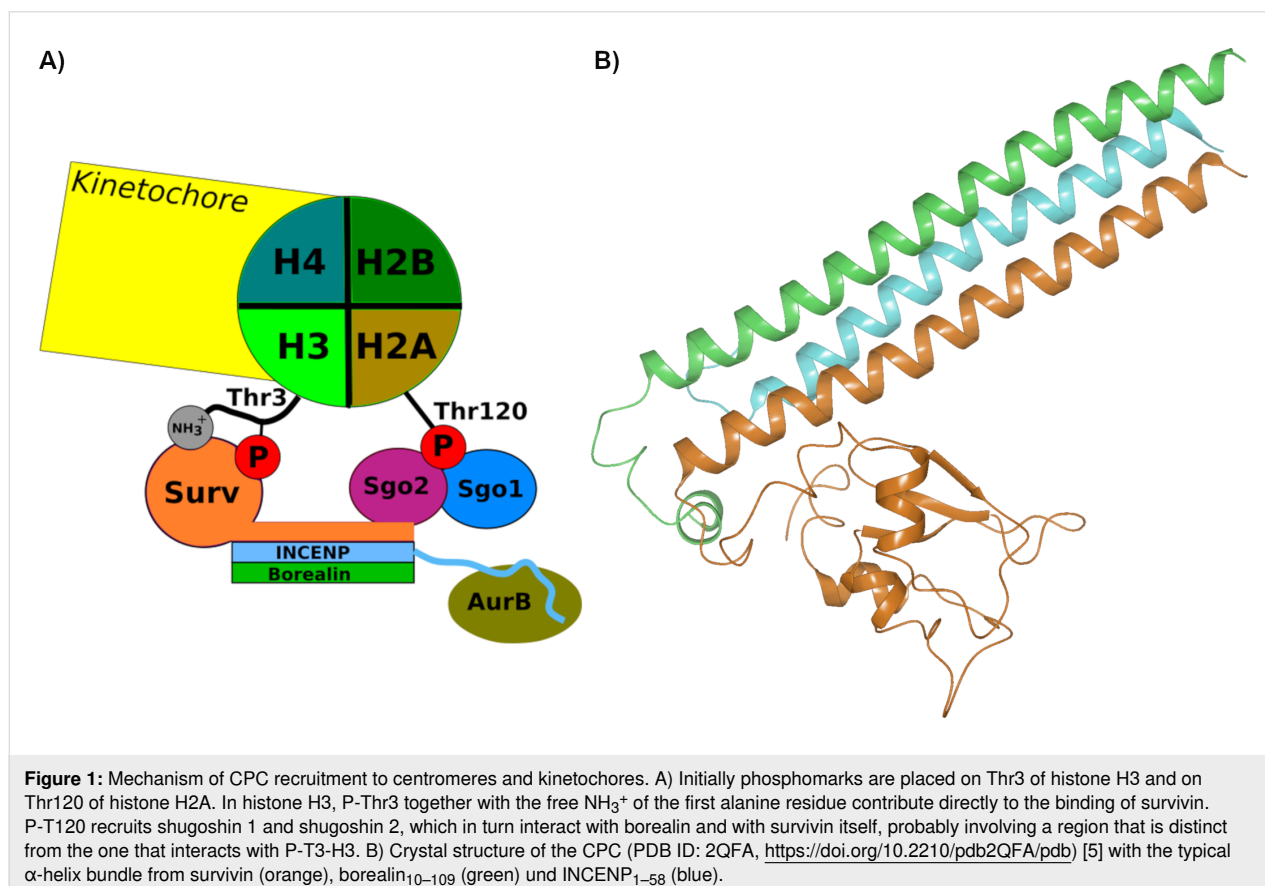 A)
B)
Kinetochore
H4
H2B
H3
H2A
Thr3
Thr120
NH3+
P
P
Surv
Sgo2
Sgo1
INCENP
Borealin
AurB
Figure 1: Mechanism of CPC recruitment to centromeres and kinetochores. A) Initially phosphomarks are placed on Thr3 of histone H3 and on
Thr120 of histone H2A. In histone H3, P-Thr3 together with the free NH3+ of the first alanine residue contribute directly to the binding of survivin.
P-T120 recruits shugoshin 1 and shugoshin 2, which in turn interact with borealin and with survivin itself, probably involving a region that is distinct
from the one that interacts with P-T3-H3. B) Crystal structure of the CPC (PDB ID: 2QFA, https://doi.org/10.2210/pdb2QFA/pdb) [5] with the typical
α-helix bundle from survivin (orange), borealin10–109 (green) und INCENP1–58 (blue).